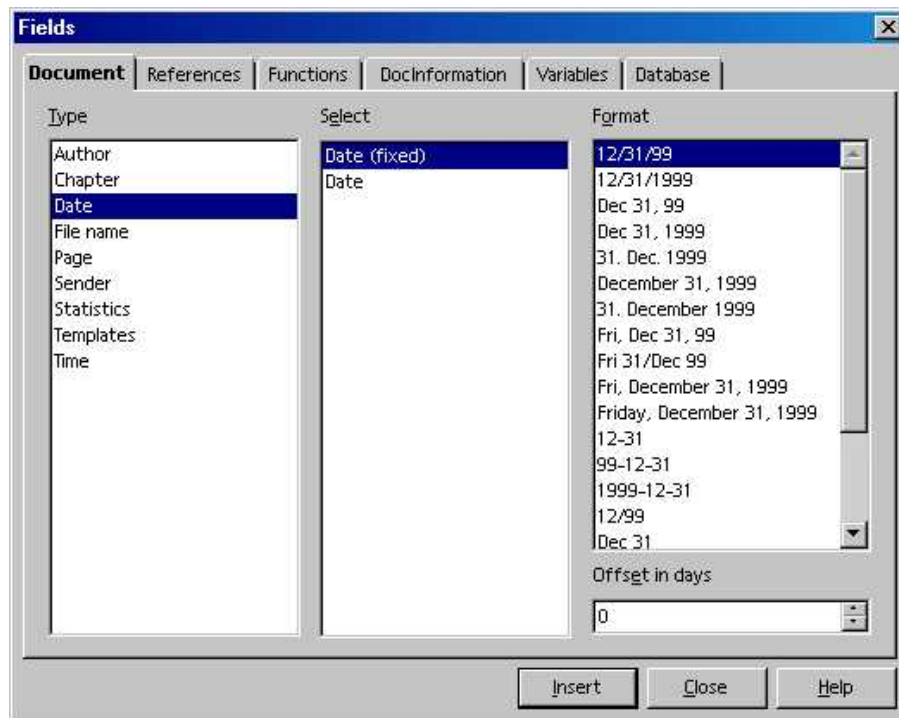 Fields
Document References Functions DocInformation Variables Database
Type
Author
Chapter
Date
File name
Page
Sender
Statistics
Templates
Time
Select
Date (fixed)
Date
Format
12/31/99
12/31/1999
Dec 31, 99
Dec 31, 1999
31. Dec. 1999
December 31, 1999
31. December 1999
Fri, Dec 31, 99
Fri 31/Dec 99
Fri, December 31, 1999
Friday, December 31, 1999
12-31
99-12-31
1999-12-31
12/99
Dec 31
Offset in days
0
Insert Close Help